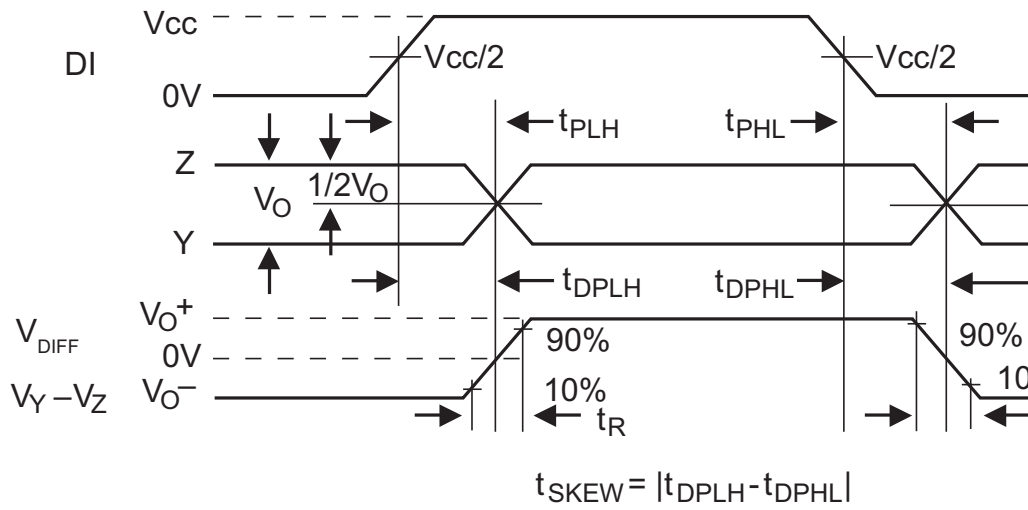 Vcc
DI
Vcc/2
Vcc/2
0V
tPLH
tPHL
Z
VO
1/2VO
Y
tDPLH
tDPHL
VO+
VDIFF
90%
90%
0V
VY –VZ
VO–
10%
10
tR
tSKEW = |tDPLH - tDPHL|